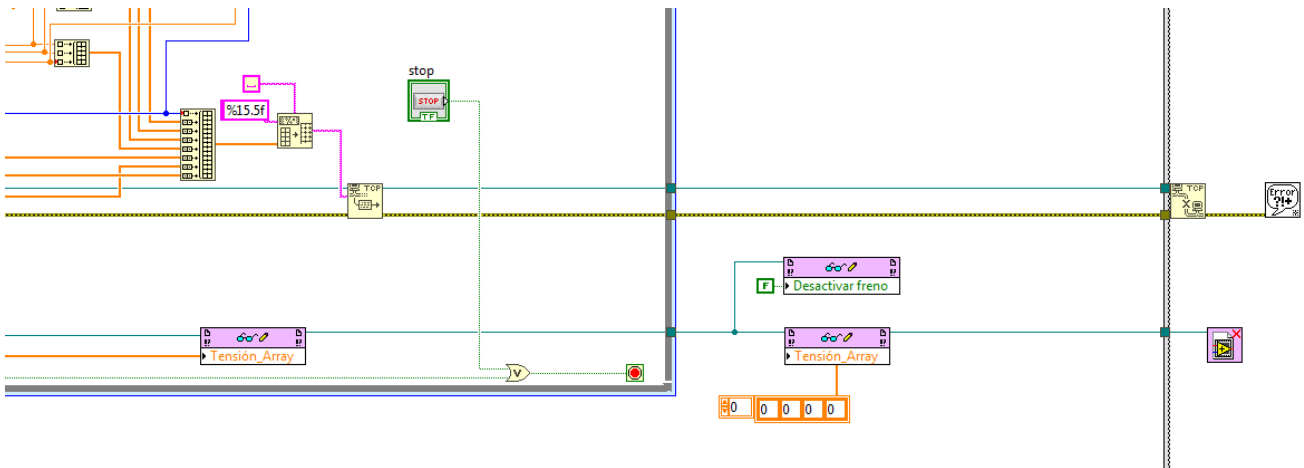 stop
STOP
TF
%15.5f
TCP
TCP
Error
?!+
F
Desactivar freno
Tensión_Array
Tensión_Array
V
0
0 0 0 0